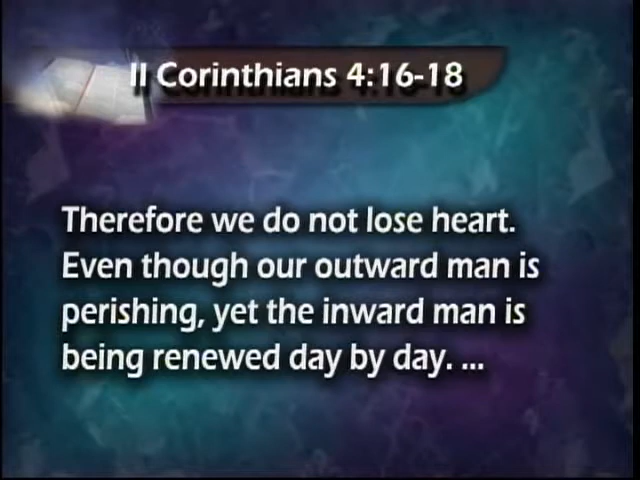 II Corinthians 4:16-18
Therefore we do not lose heart.
Even though our outward man is
perishing, yet the inward man is
being renewed day by day. ...